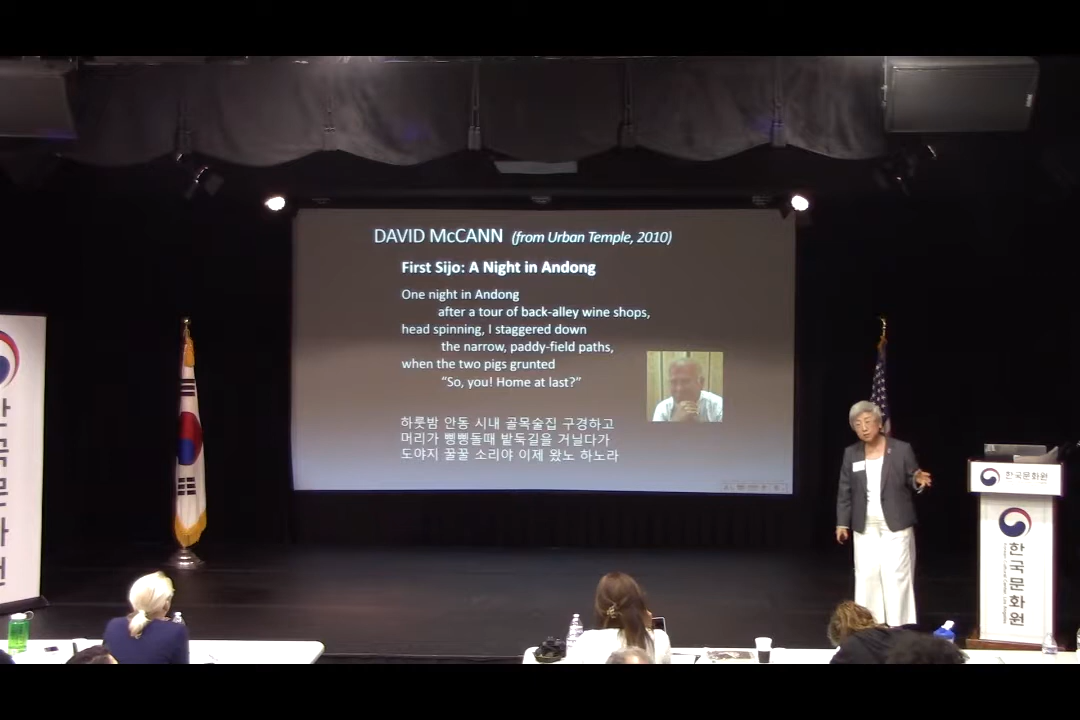 DAVID McCANN (from Urban Temple, 2010)
First Sijo: A Night in Andong
One night in Andong
after a tour of back-alley wine shops,
head spinning, I staggered down
the narrow, paddy-field paths,
when the two pigs grunted
“So, you! Home at last?”
하룻밤 안동 시내 골목술집 구경하고
머리가 삥삥돌때 밭둑길을 거닐다가
도야지 꿀꿀 소리야 이제 왔노 하노라
한국문화원
한국문화원